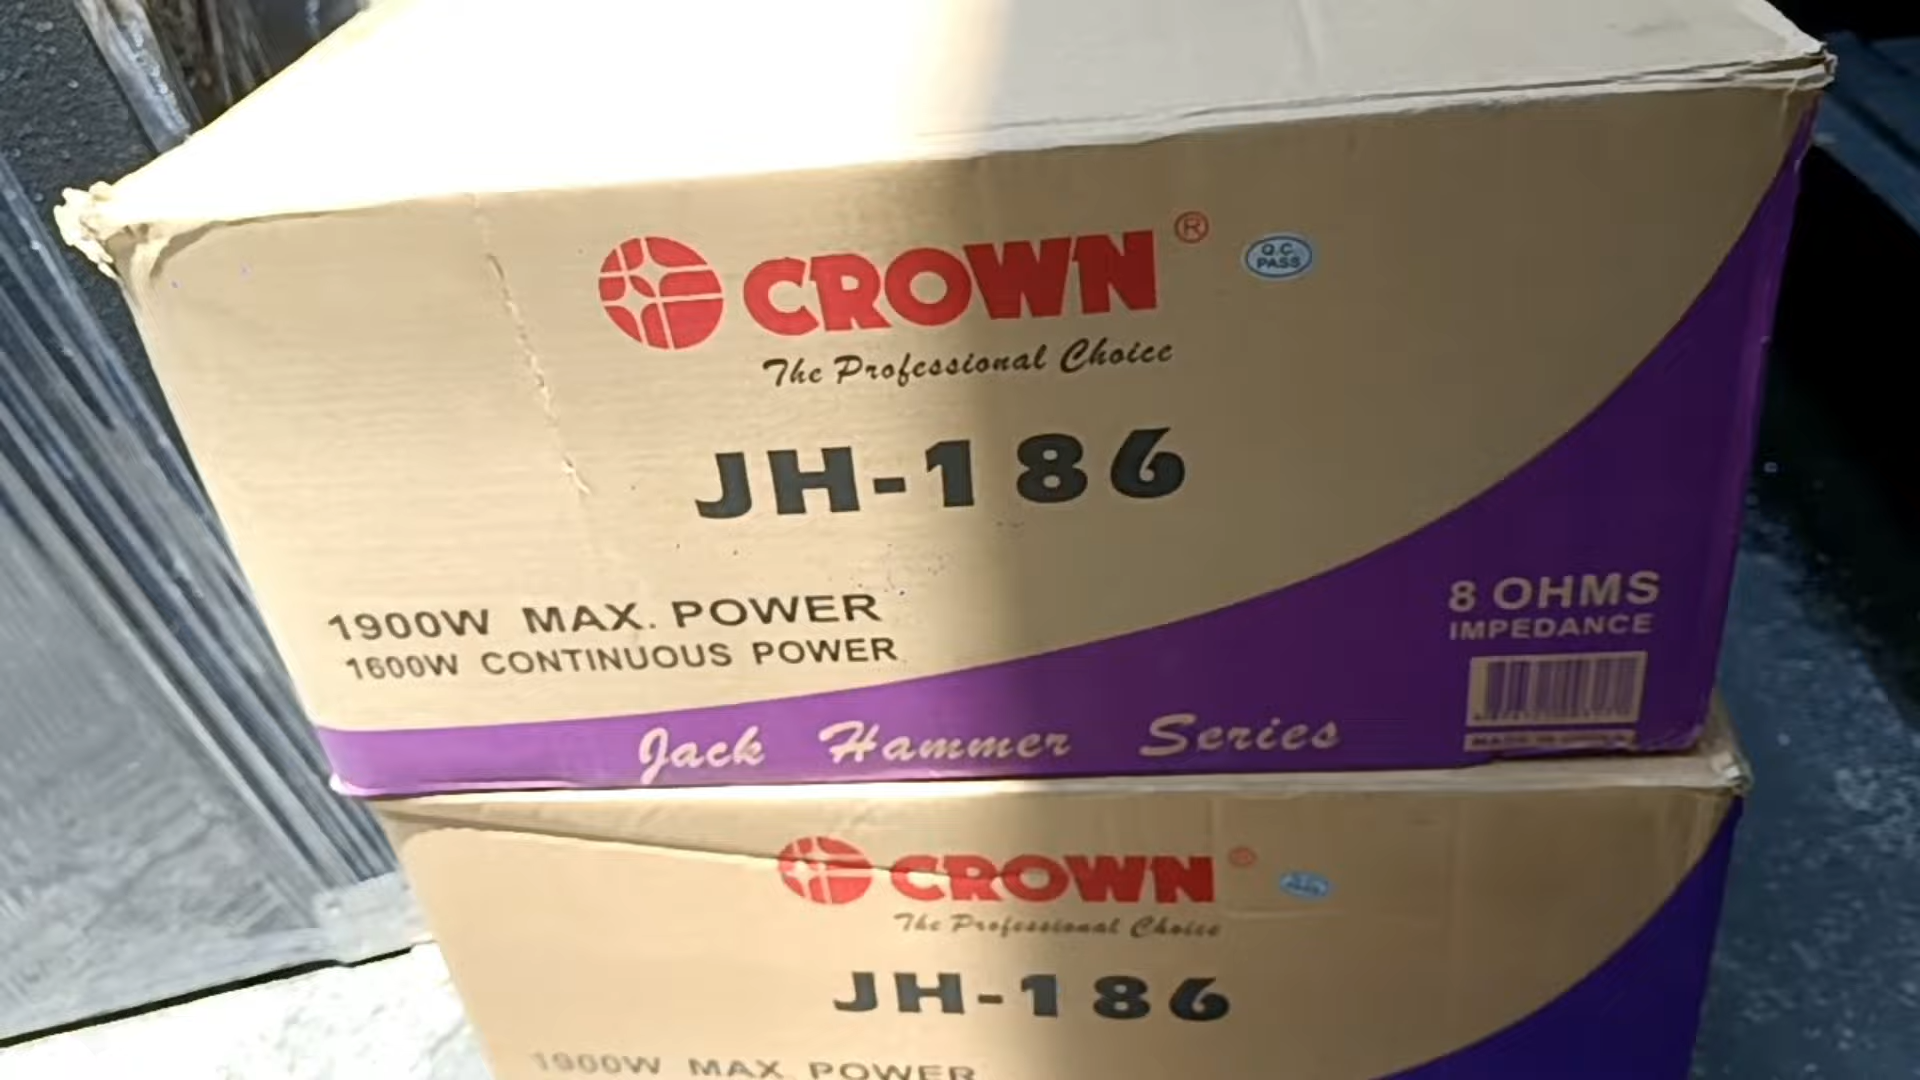 CROWN ®
Q.C.
PASS
The Professional Choice
JH-186
1900W MAX. POWER
1600W CONTINUOUS POWER
8 OHMS
IMPEDANCE
Jack Hammer Series
CROWN ®
The Professional Choice
JH-186
1900W MAX. POWER